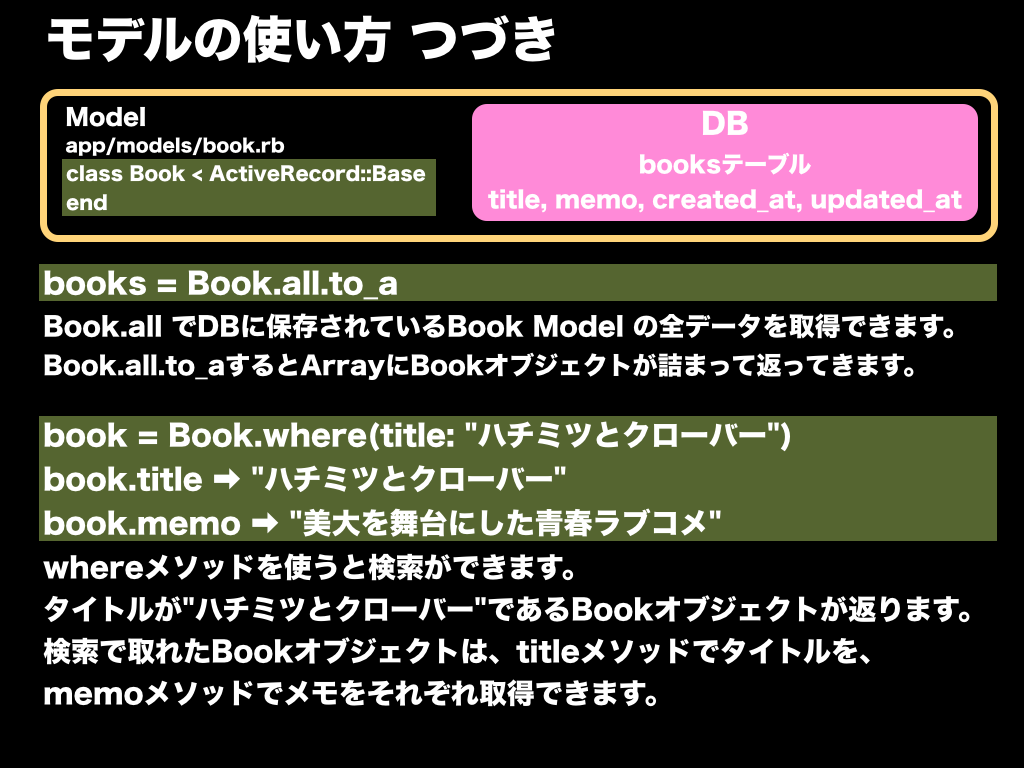 モデルの使い方 つづき
Model
app/models/book.rb
class Book < ActiveRecord::Base
end
DB
booksテーブル
title, memo, created_at, updated_at
books = Book.all.to_a
Book.all でDBに保存されているBook Model の全データを取得できます。
Book.all.to_aするとArrayにBookオブジェクトが詰まって返ってきます。
book = Book.where(title: "ハチミツとクローバー")
book.title ➡ "ハチミツとクローバー"
book.memo ➡ "美大を舞台にした青春ラブコメ"
whereメソッドを使うと検索ができます。
タイトルが"ハチミツとクローバー"であるBookオブジェクトが返ります。
検索で取れたBookオブジェクトは、titleメソッドでタイトルを、
memoメソッドでメモをそれぞれ取得できます。